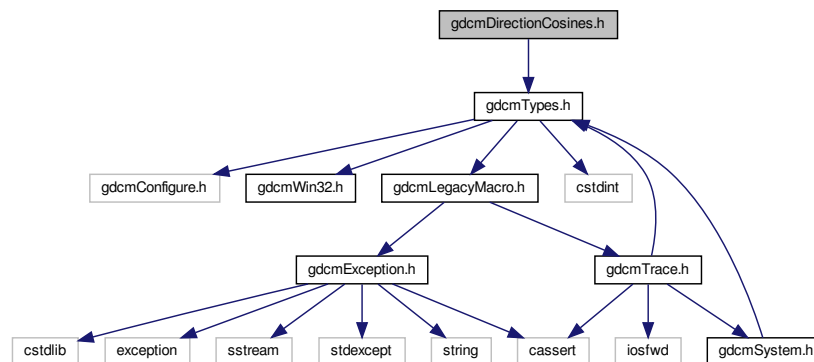 gdcmDirectionCosines.h
gdcmTypes.h
gdcmConfigure.h
gdcmWin32.h
gdcmLegacyMacro.h
cstdint
gdcmException.h
gdcmTrace.h
cstdlib
exception
sstream
stdexcept
string
cassert
iosfwd
gdcmSystem.h